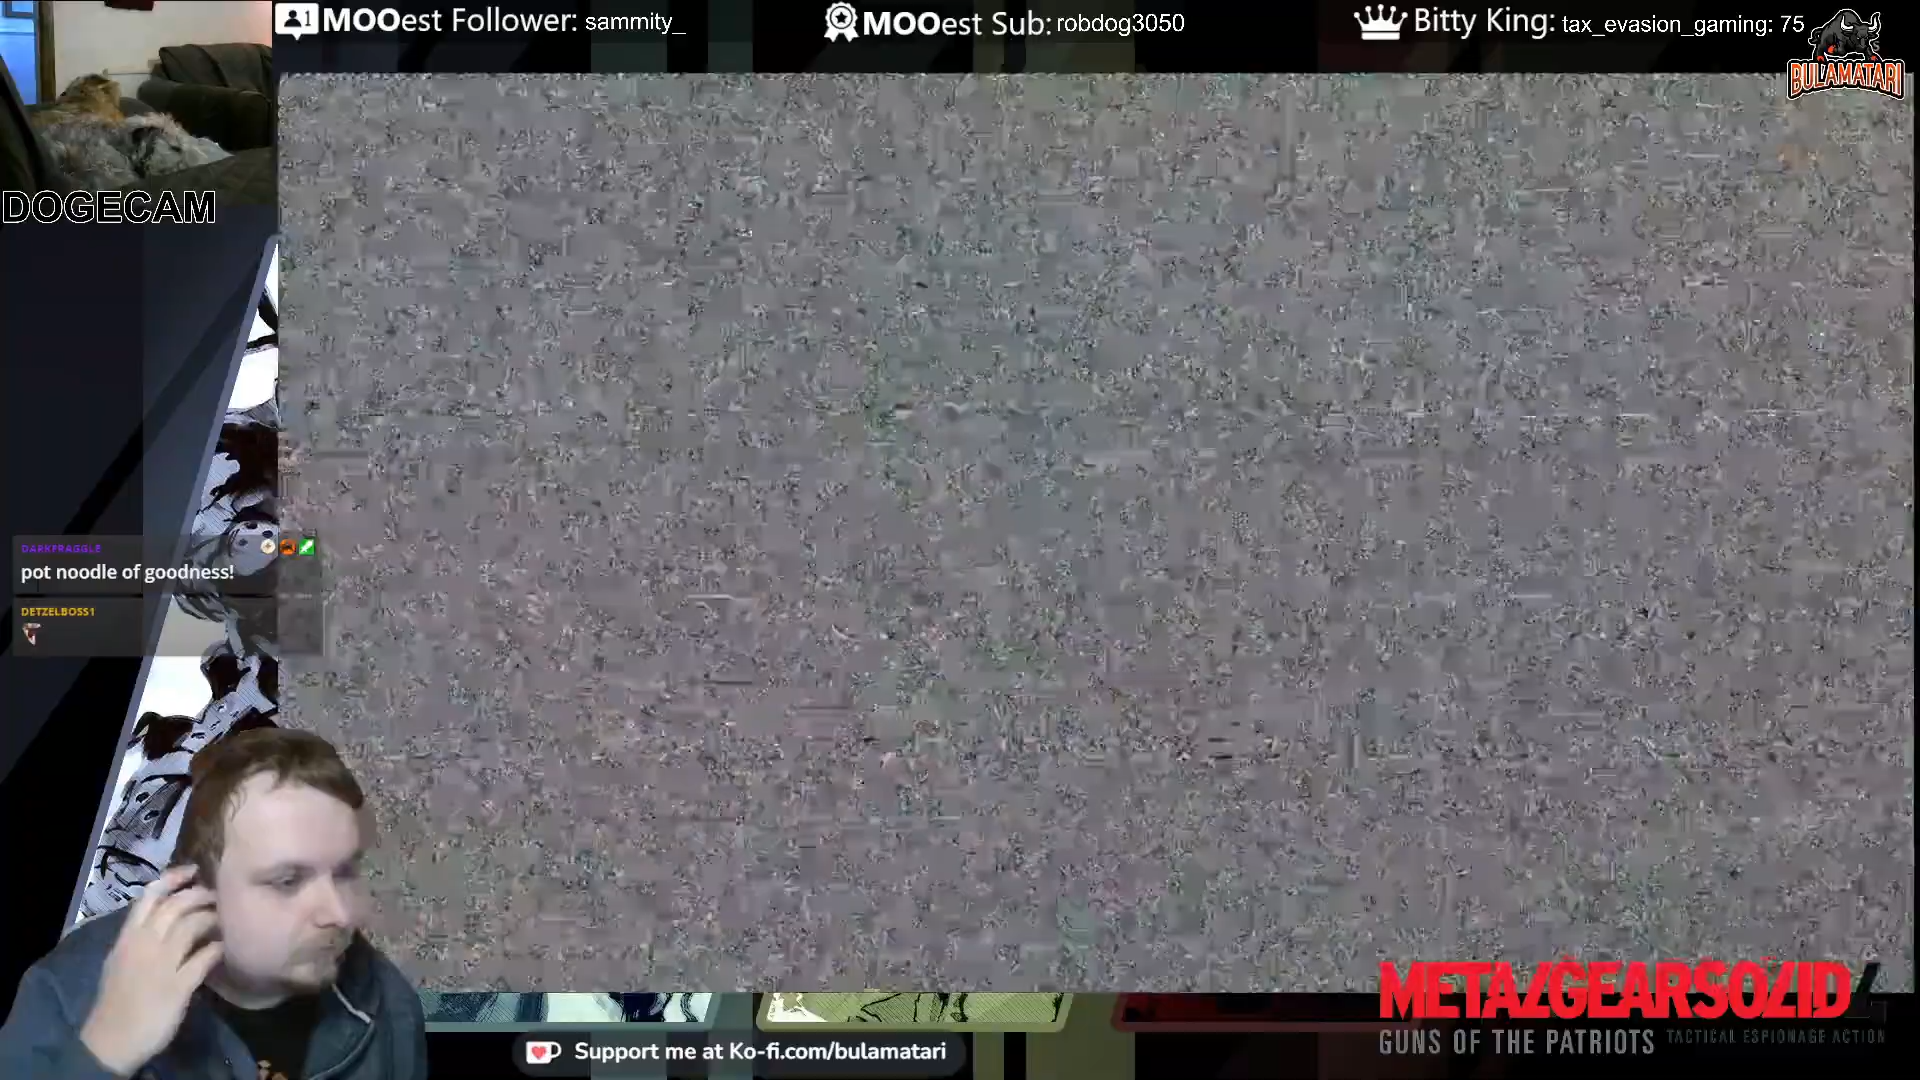 MOOest Follower: sammity_
MOOest Sub: robdog3050
Bitty King: tax_evasion_gaming: 75
BULAMATARI
DOGECAM
DARKFRAGGLE
pot noodle of goodness!
DETZELBOSS1
METAL GEAR SOLID 4
GUNS OF THE PATRIOTS TACTICAL ESPIONAGE ACTION
Support me at Ko-fi.com/bulamatari